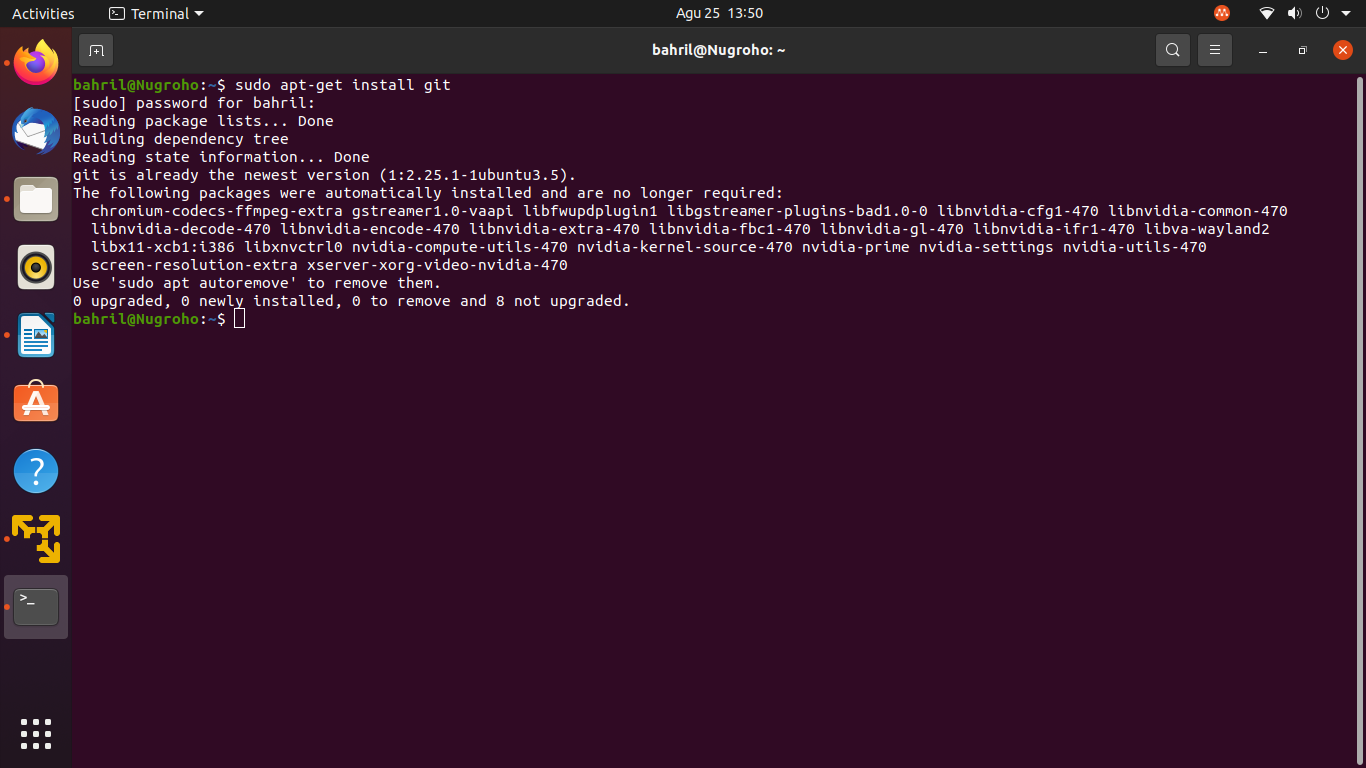 Activities Terminal Agu 25 13:50
bahril@Nugroho: ~
bahril@Nugroho:~$ sudo apt-get install git
[sudo] password for bahril:
Reading package lists... Done
Building dependency tree
Reading state information... Done
git is already the newest version (1:2.25.1-1ubuntu3.5).
The following packages were automatically installed and are no longer required:
  chromium-codecs-ffmpeg-extra gstreamer1.0-vaapi libfwupdplugin1 libgstreamer-plugins-bad1.0-0 libnvidia-cfg1-470 libnvidia-common-470
  libnvidia-decode-470 libnvidia-encode-470 libnvidia-extra-470 libnvidia-fbc1-470 libnvidia-gl-470 libnvidia-ifr1-470 libva-wayland2
  libx11-xcb1:i386 libxnvctrl0 nvidia-compute-utils-470 nvidia-kernel-source-470 nvidia-prime nvidia-settings nvidia-utils-470
  screen-resolution-extra xserver-xorg-video-nvidia-470
Use 'sudo apt autoremove' to remove them.
0 upgraded, 0 newly installed, 0 to remove and 8 not upgraded.
bahril@Nugroho:~$